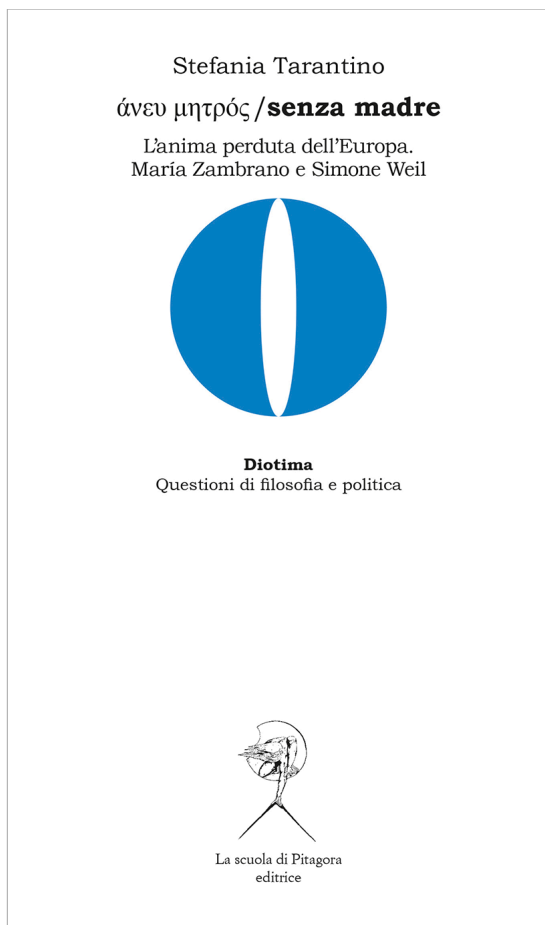 Stefania Tarantino
άνευ μητρός/senza madre
L'anima perduta dell'Europa.
María Zambrano e Simone Weil
Diotima
Questioni di filosofia e politica
La scuola di Pitagora
editrice